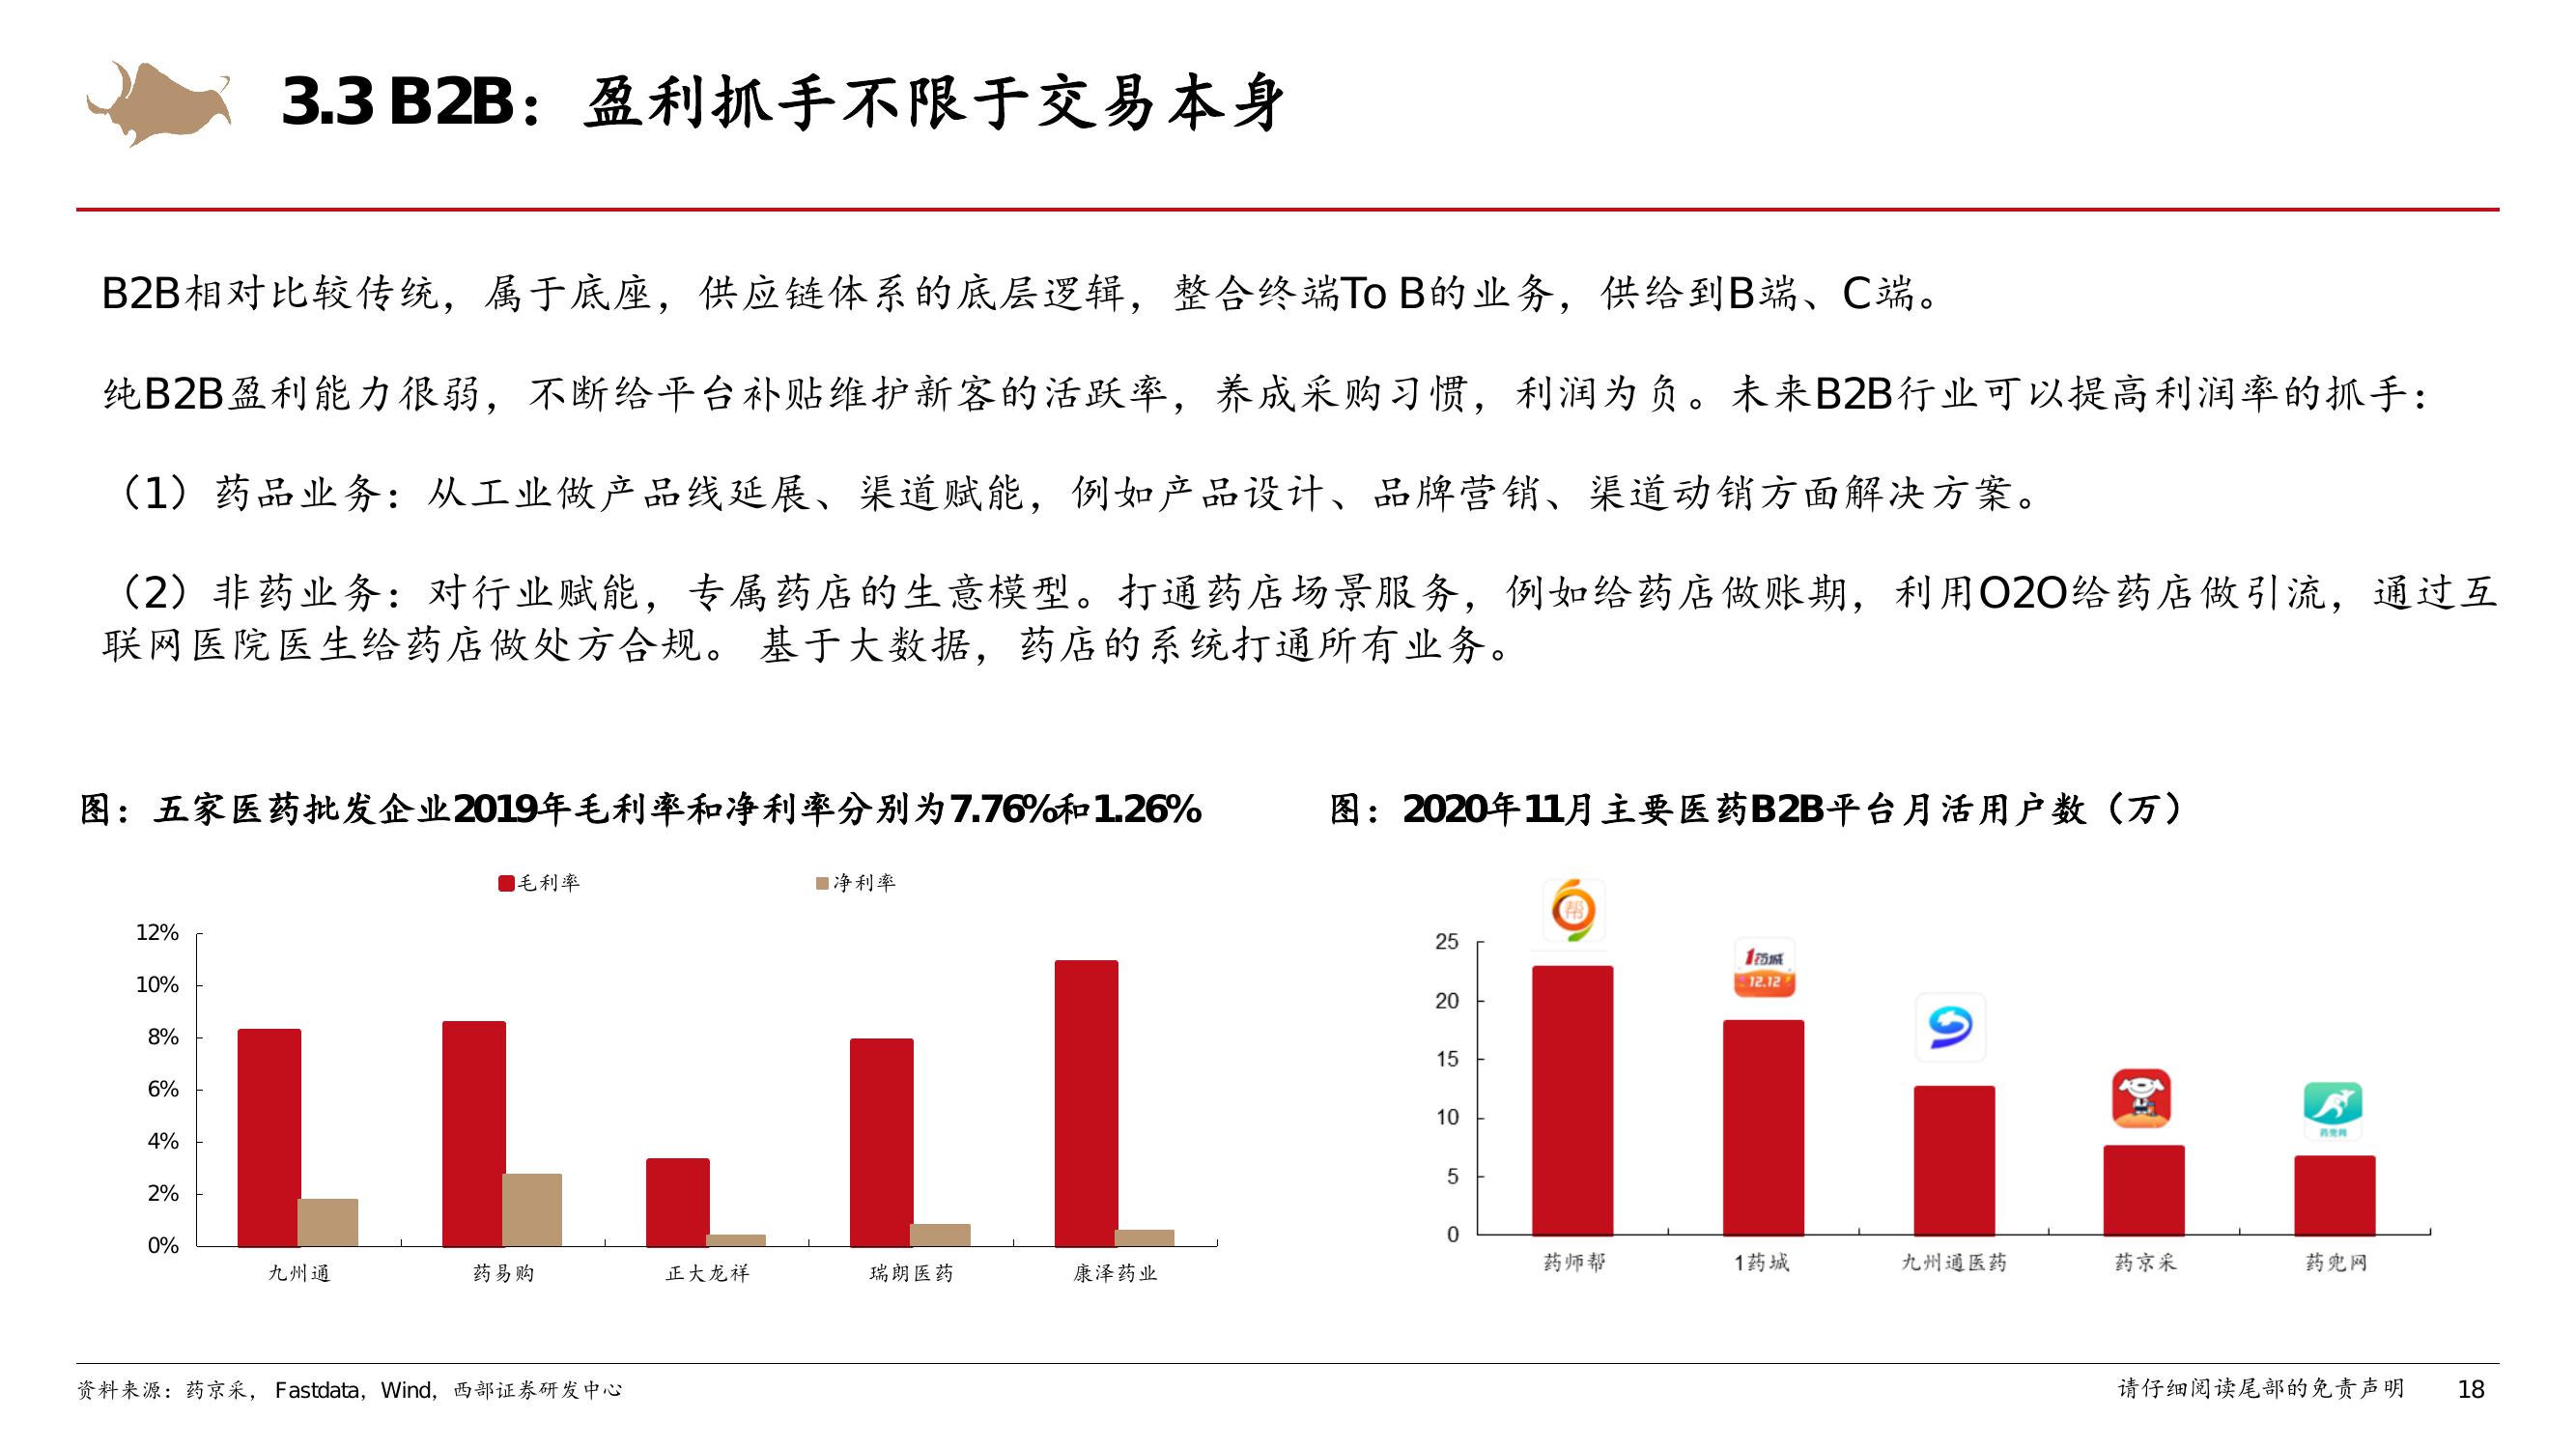 3.3 B2B：盈利抓手不限于交易本身
B2B相对比较传统，属于底座，供应链体系的底层逻辑，整合终端To B的业务，供给到B端、C端。
纯B2B盈利能力很弱，不断给平台补贴维护新客的活跃率，养成采购习惯，利润为负。未来B2B行业可以提高利润率的抓手：
（1）药品业务：从工业做产品线延展、渠道赋能，例如产品设计、品牌营销、渠道动销方面解决方案。
（2）非药业务：对行业赋能，专属药店的生意模型。打通药店场景服务，例如给药店做账期，利用O2O给药店做引流，通过互
联网医院医生给药店做处方合规。 基于大数据，药店的系统打通所有业务。
图：五家医药批发企业2019年毛利率和净利率分别为7.76%和1.26%
毛利率 净利率
12%
10%
8%
6%
4%
2%
0%
九州通 药易购 正大龙祥 瑞朗医药 康泽药业
图：2020年11月主要医药B2B平台月活用户数（万）
帮
1药城
12.12
药兜网
25
20
15
10
5
0
药师帮 1药城 九州通医药 药京采 药兜网
资料来源：药京采， Fastdata，Wind，西部证券研发中心
请仔细阅读尾部的免责声明 18